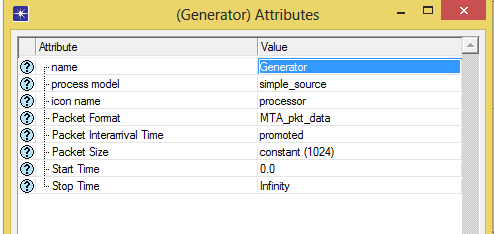 (Generator) Attributes
Attribute Value
name Generator
process model simple_source
icon name processor
Packet Format MTA_pkt_data
Packet Interarrival Time promoted
Packet Size constant (1024)
Start Time 0.0
Stop Time Infinity